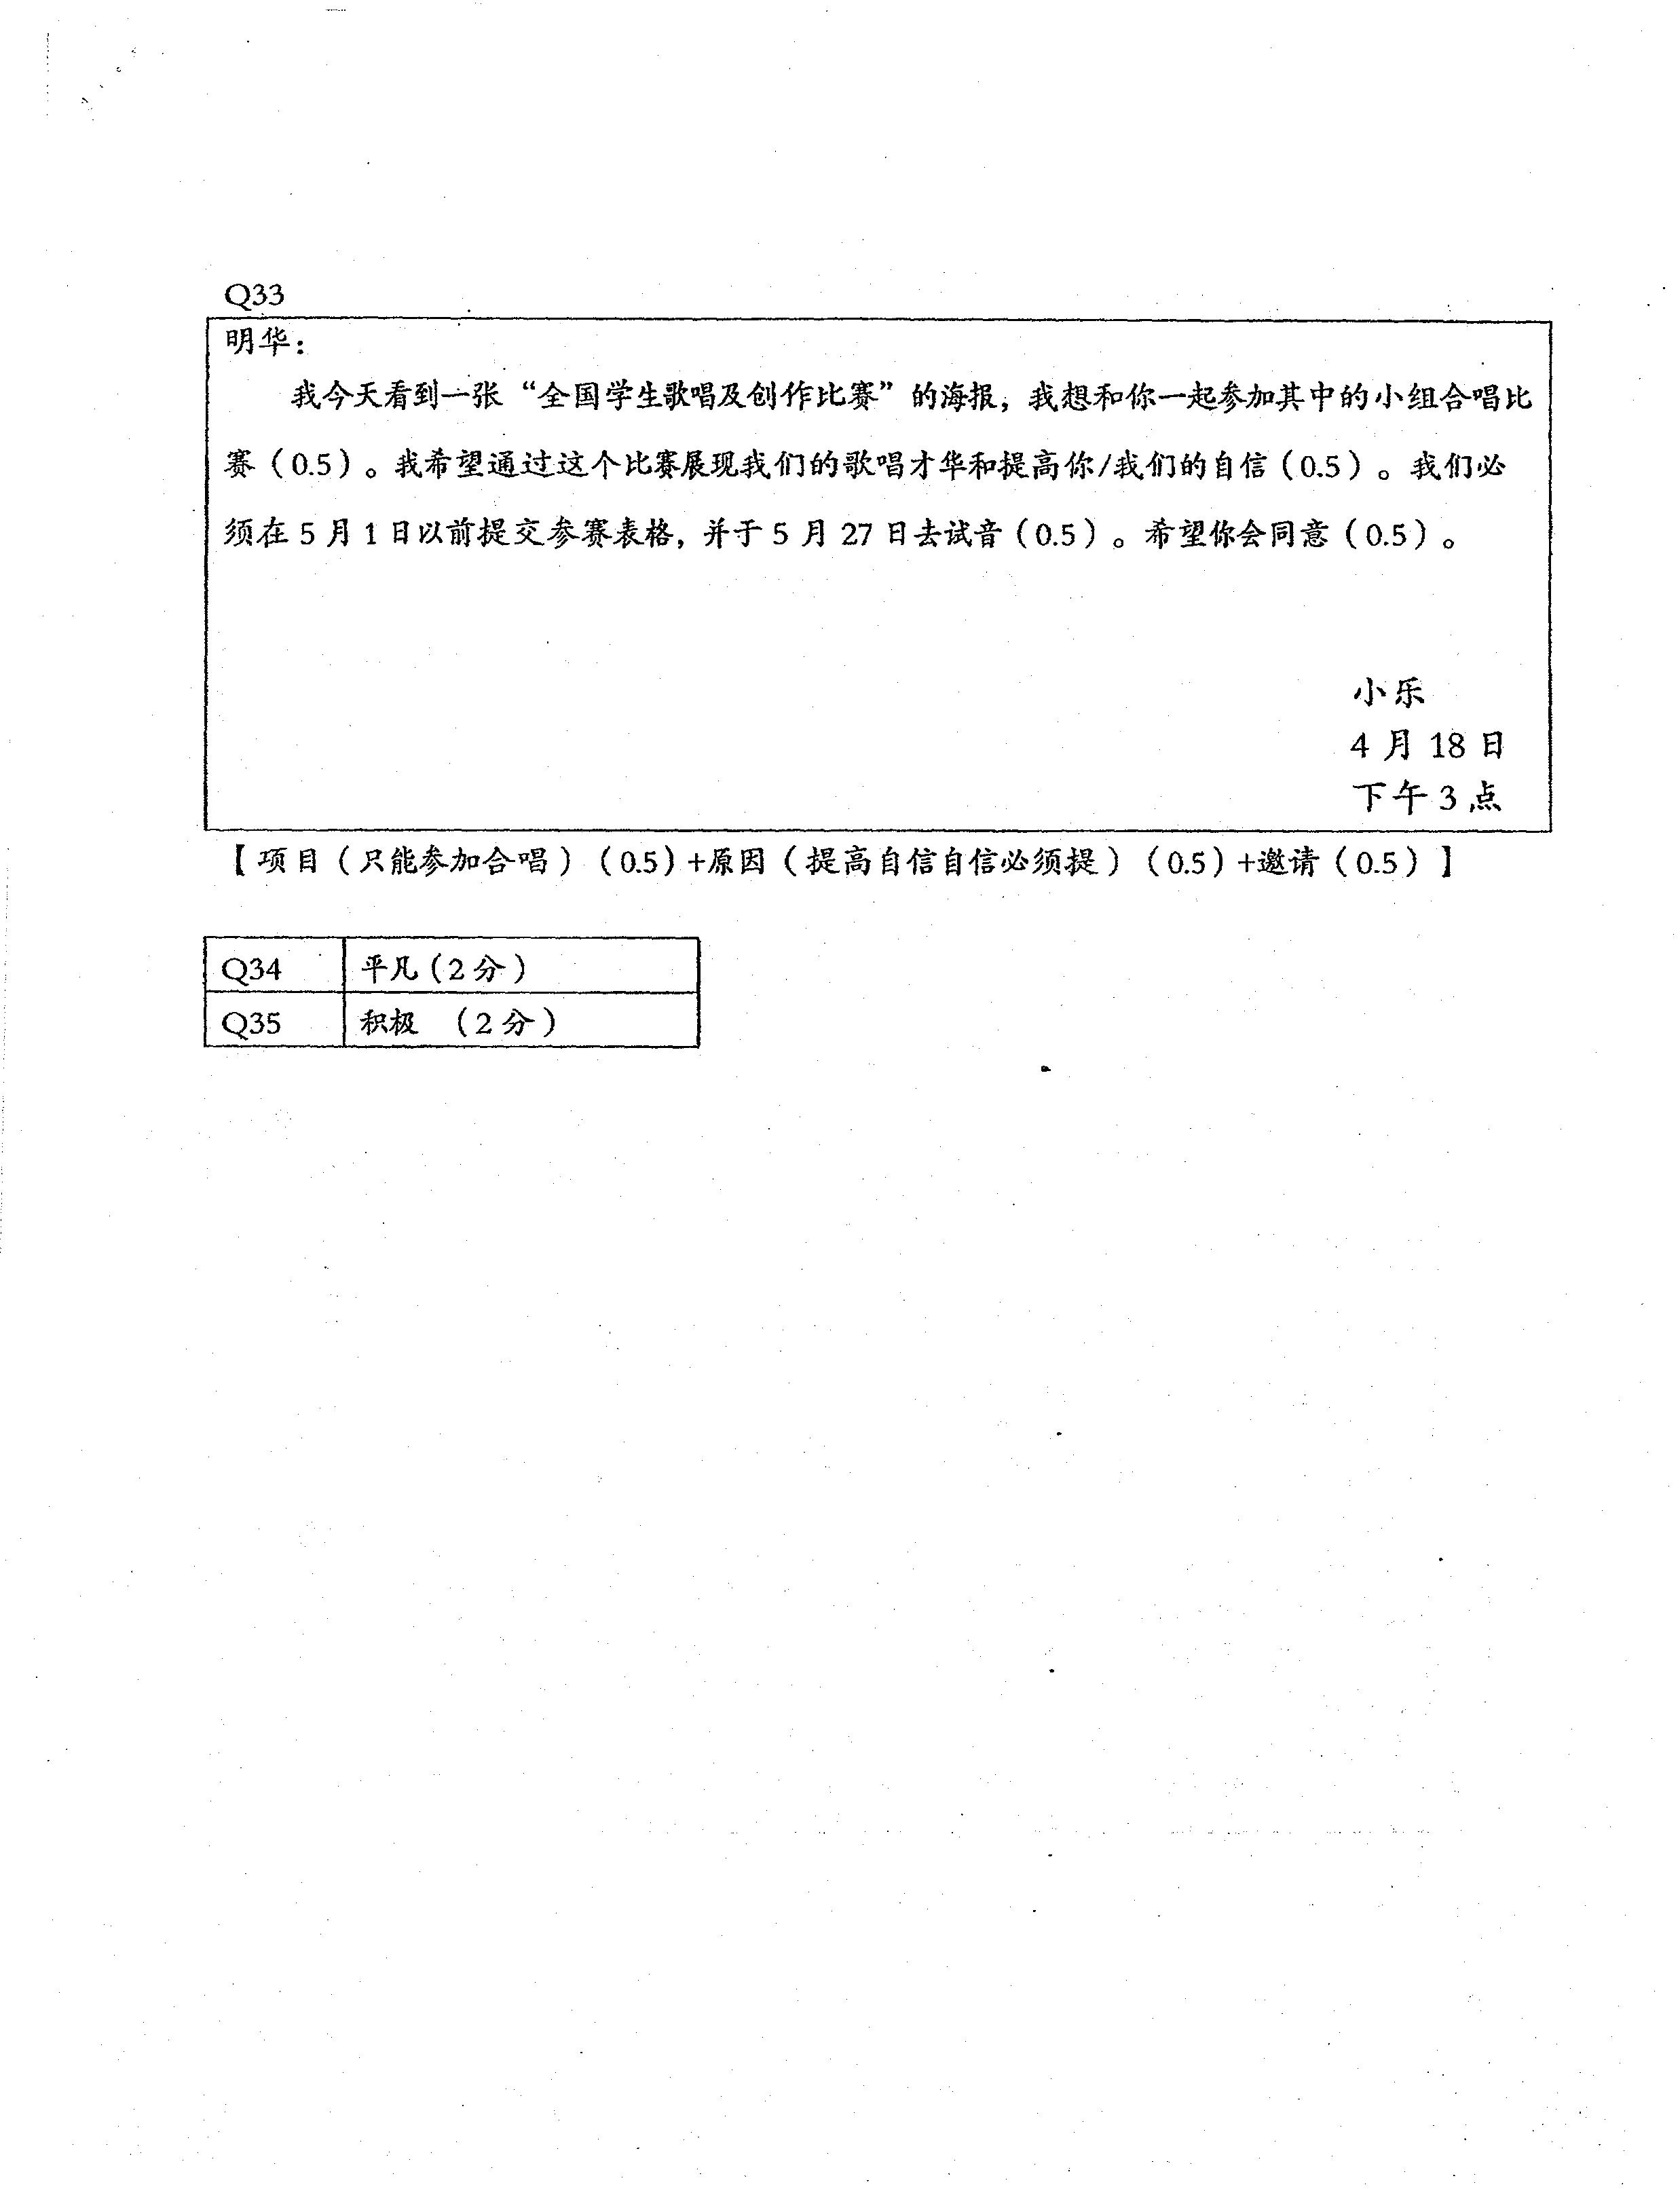 Q33
明华：
我今天看到一张“全国学生歌唱及创作比赛”的海报，我想和你一起参加其中的小组合唱比
赛（0.5）。我希望通过这个比赛展现我们的歌唱才华和提高你/我们的自信（0.5）。我们必
须在 5 月 1 日以前提交参赛表格，并于 5 月 27 日去试音（0.5）。希望你会同意（0.5）。
小乐
4 月 18 日
下午 3 点
【项目（只能参加合唱）（0.5）+原因（提高自信自信必须提）（0.5）+邀请（0.5）】
Q34 平凡（2 分）
Q35 积极 （2 分）